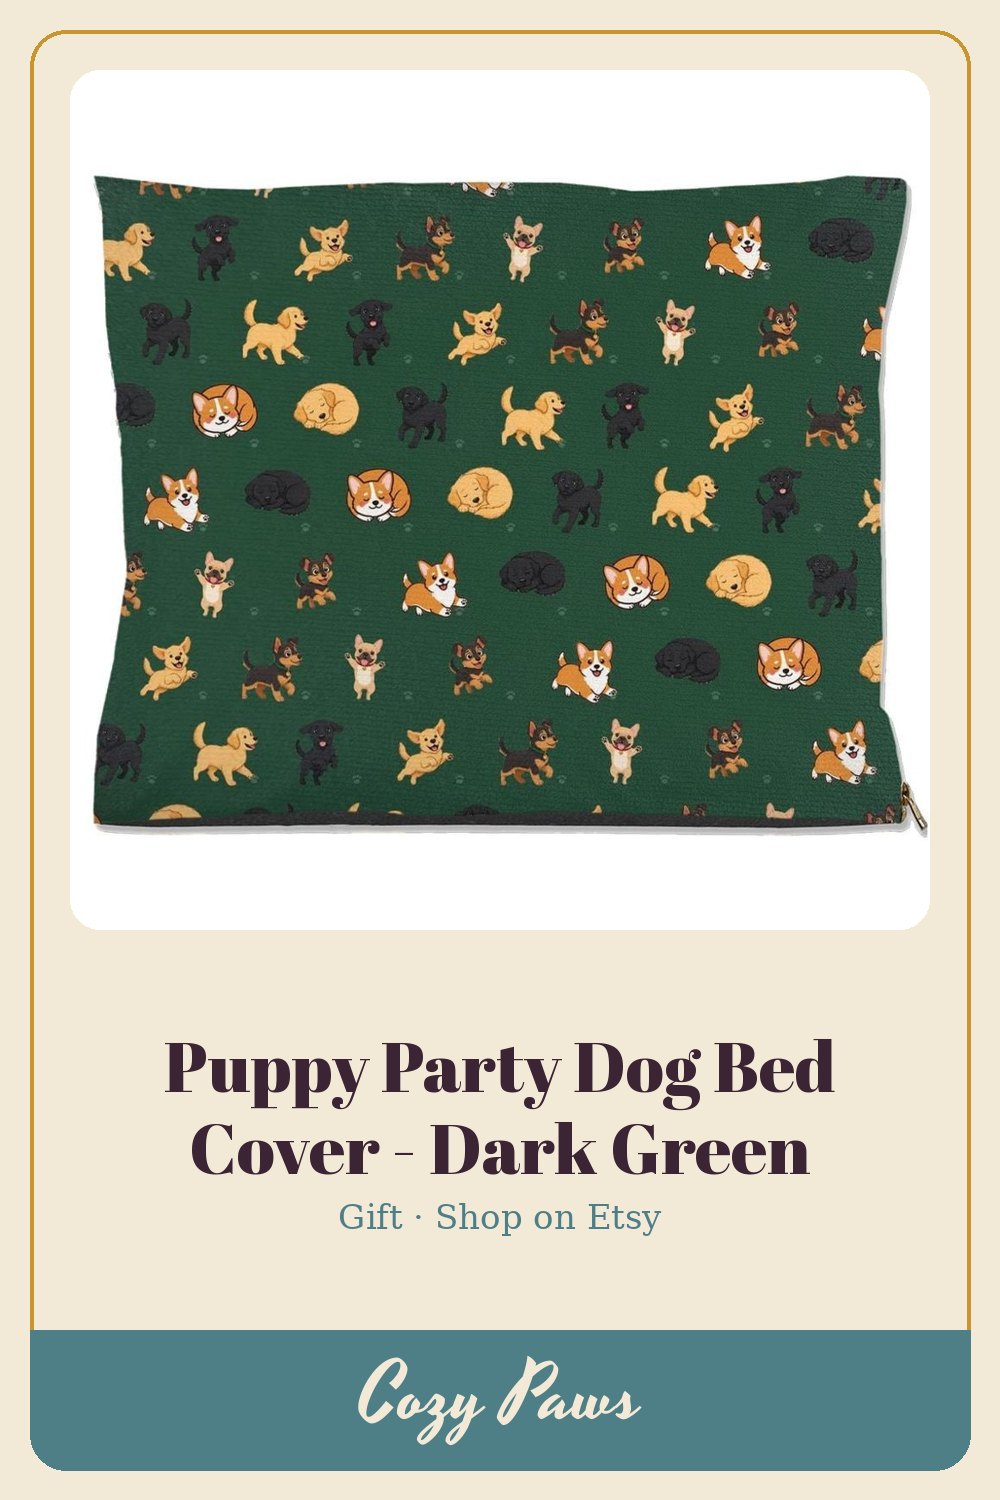 Puppy Party Dog Bed
Cover - Dark Green
Gift · Shop on Etsy
Cozy Paws